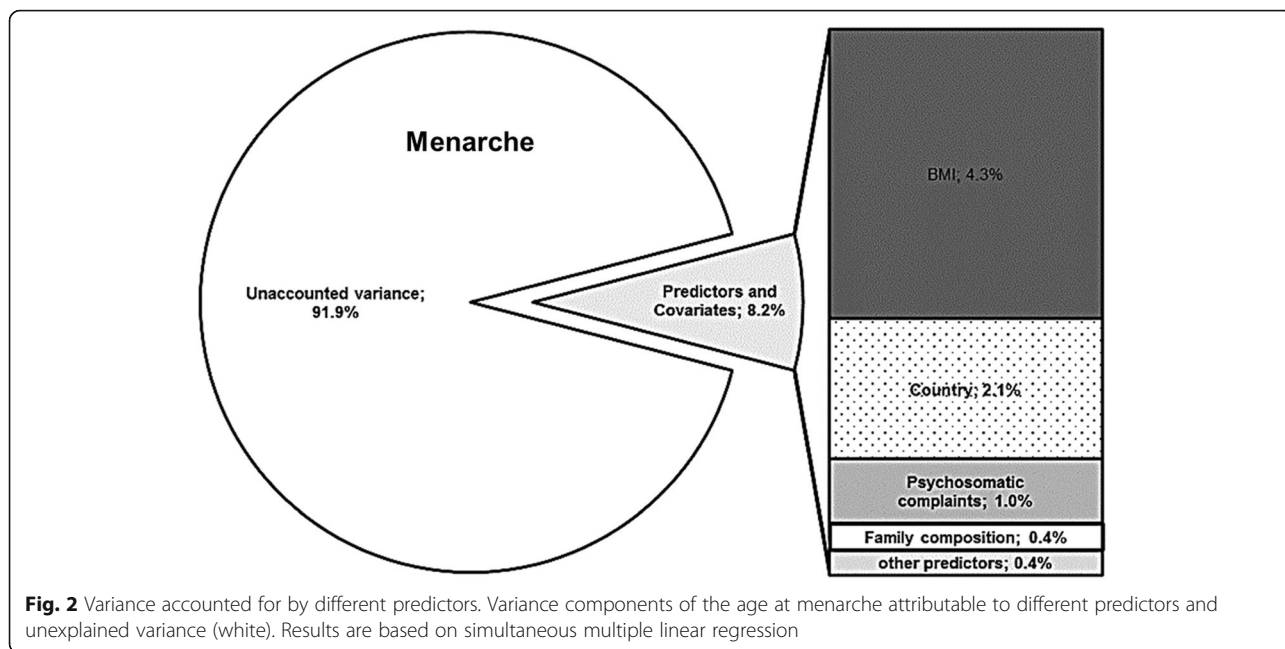 Menarche
Unaccounted variance;
91.9%
Predictors and
Covariates; 8.2%
BMI; 4.3%
Country; 2.1%
Psychosomatic
complaints; 1.0%
Family composition; 0.4%
other predictors; 0.4%
Fig. 2 Variance accounted for by different predictors. Variance components of the age at menarche attributable to different predictors and
unexplained variance (white). Results are based on simultaneous multiple linear regression